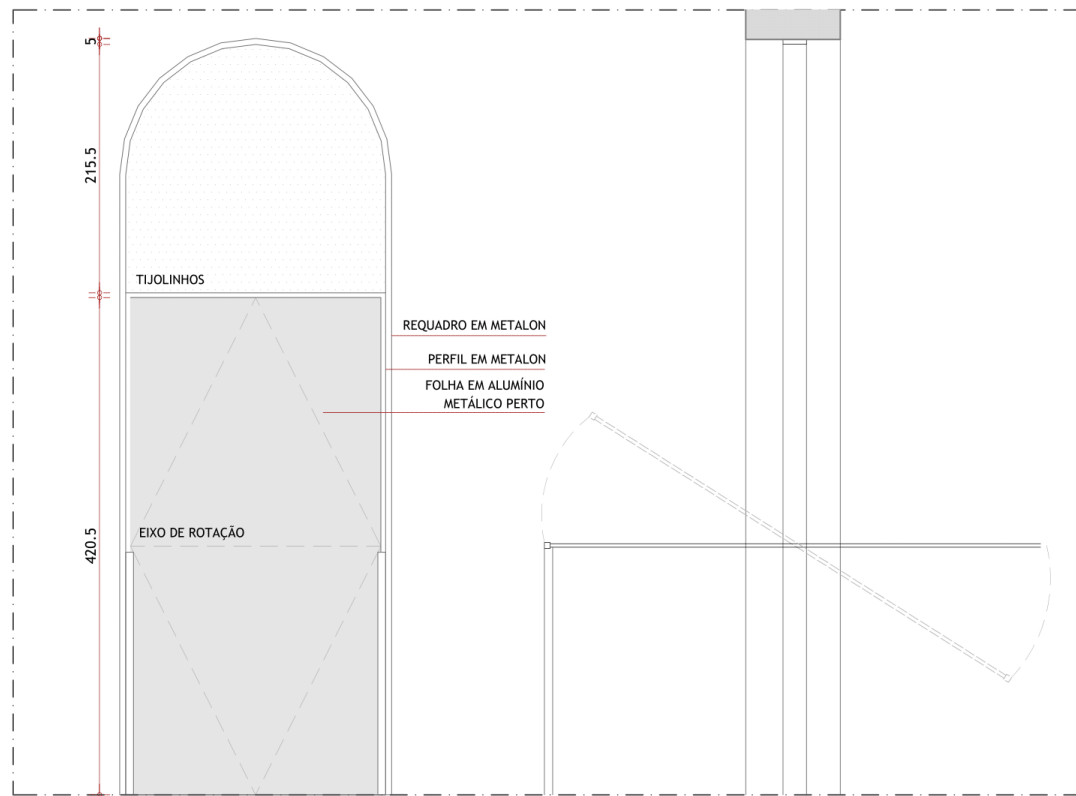 5
215.5
TIJOLINHOS
REQUADRO EM METALON
PERFIL EM METALON
FOLHA EM ALUMÍNIO
METÁLICO PERTO
EIXO DE ROTAÇÃO
420.5